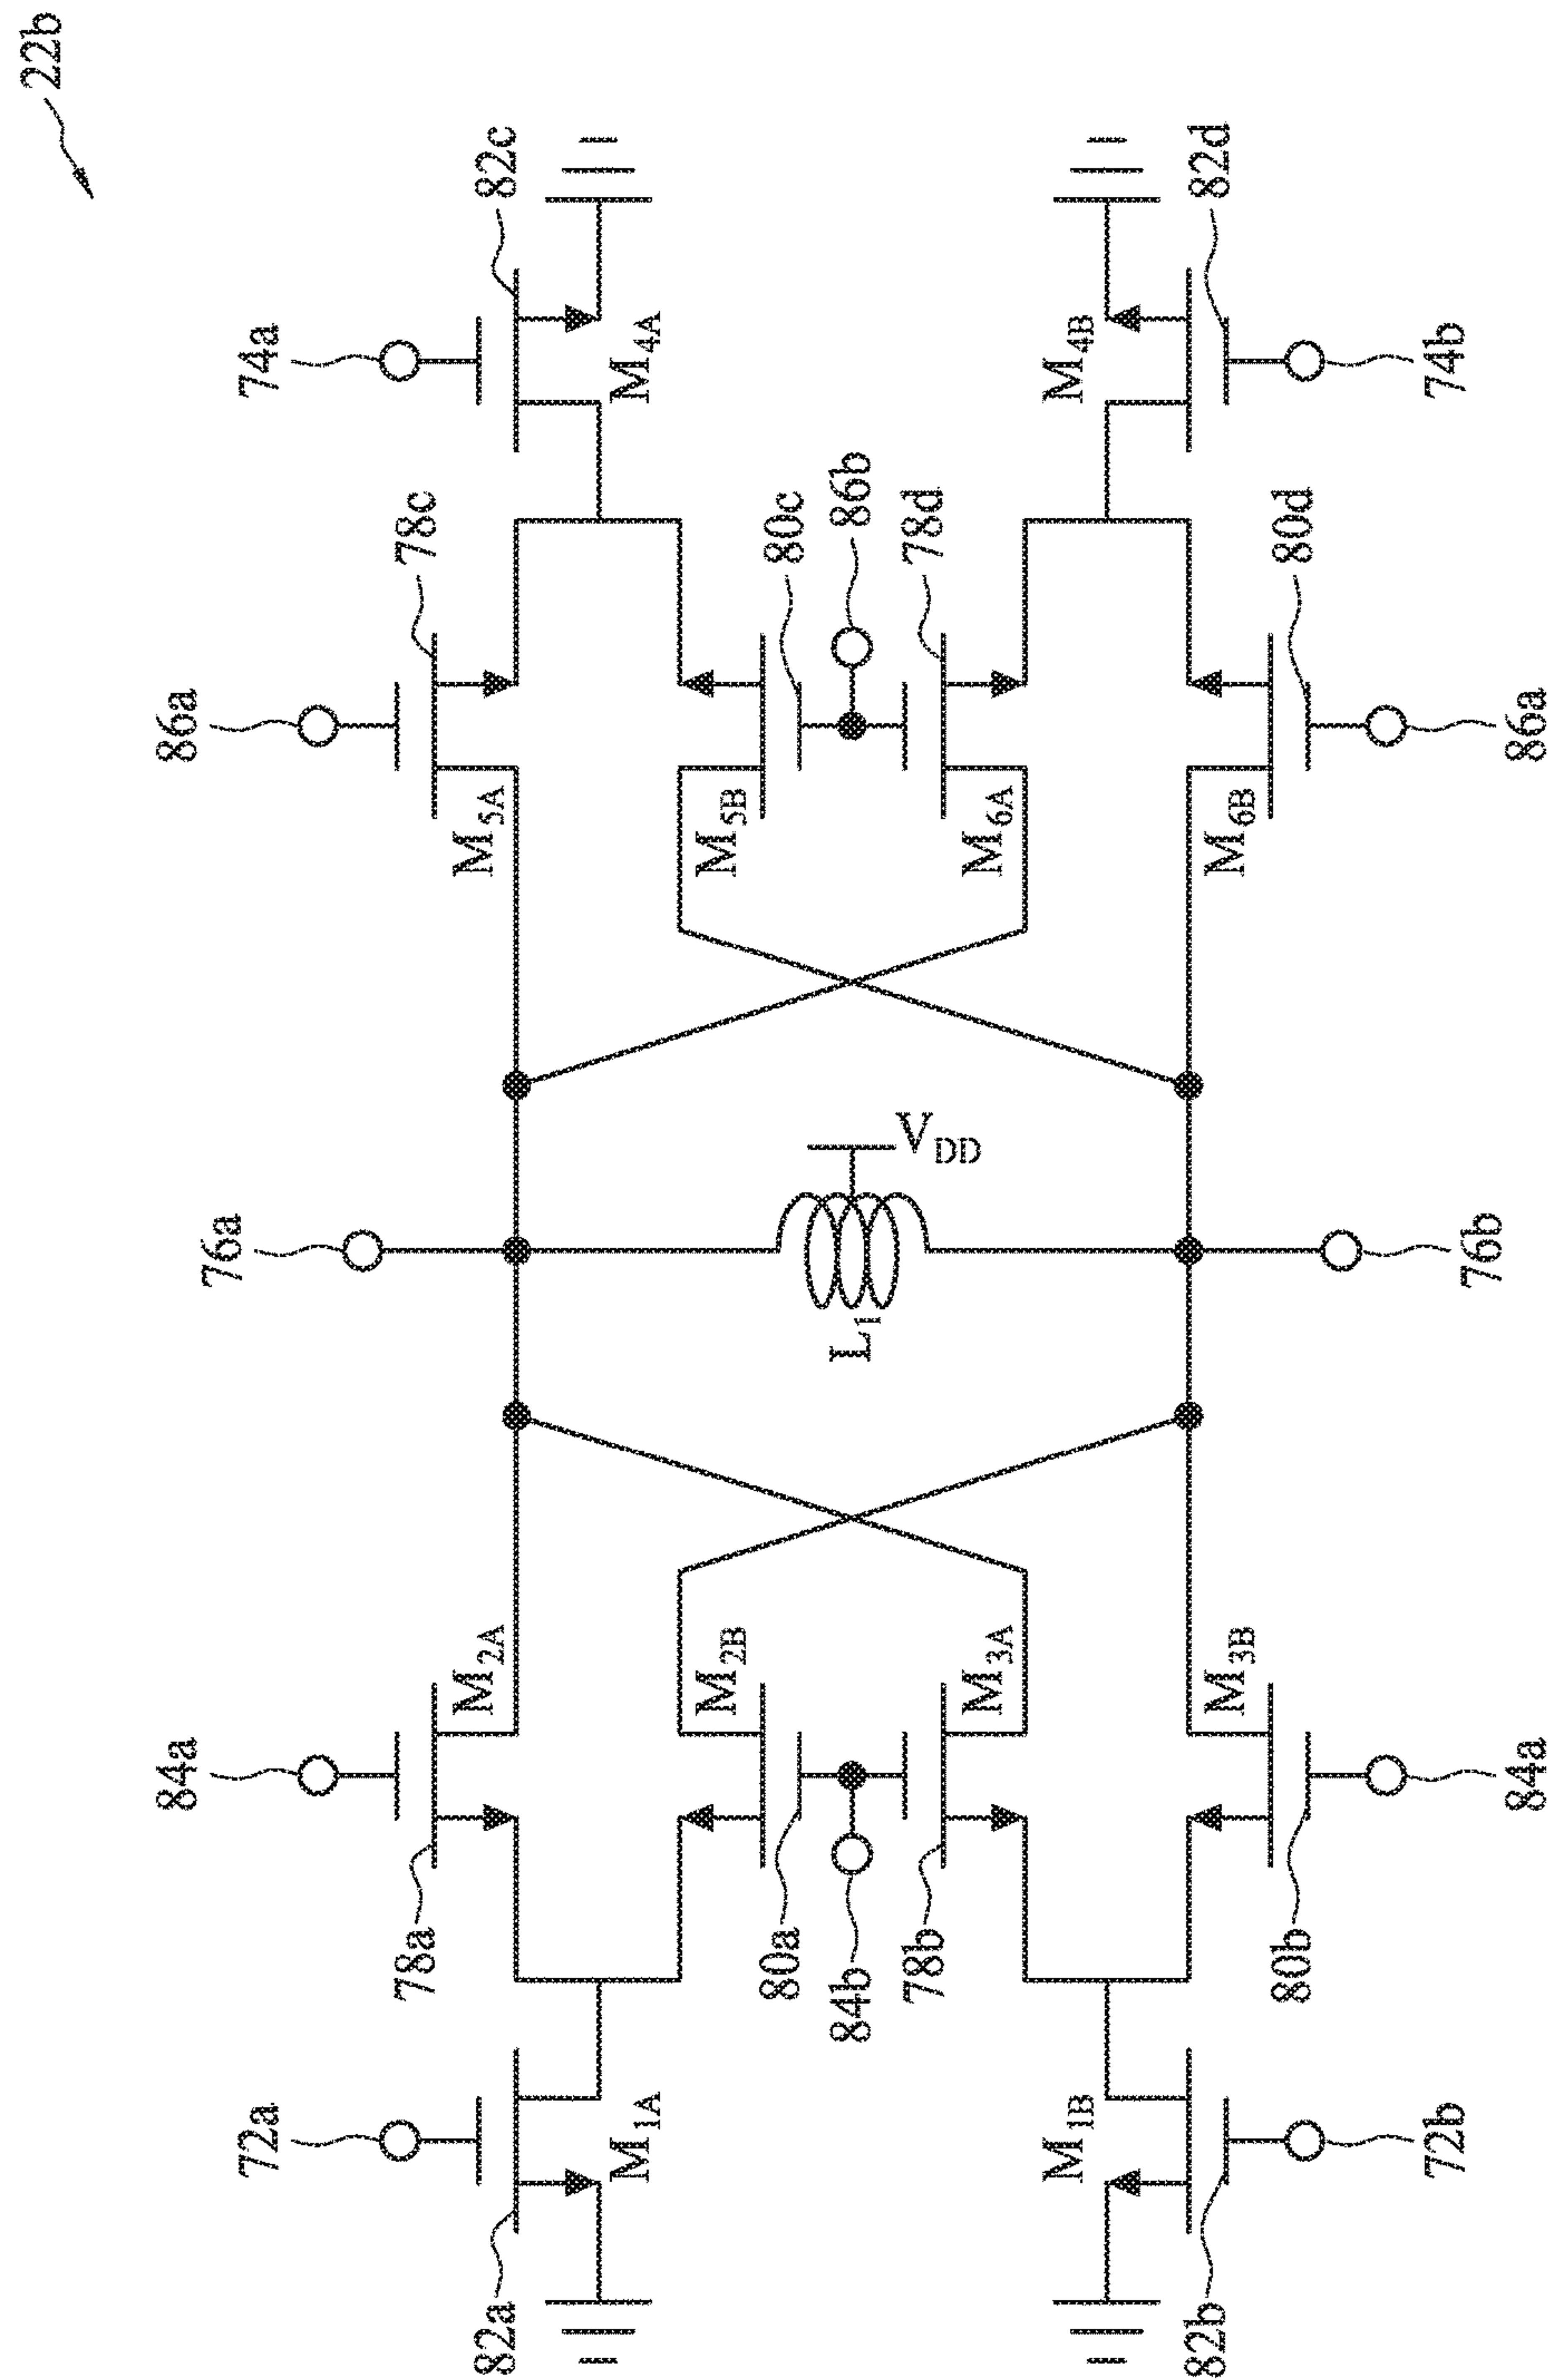 22b
84a
86a
76a
72a
74a
78a
78c
82a
M2A
M5A
82c
M1A
M4A
M2B
M5B
80a
80c
84b
L1
86b
78b
VDD
78d
M3A
M6A
M1B
M4B
82b
M3B
M6B
82d
80b
80d
72b
74b
76b
84a
86a